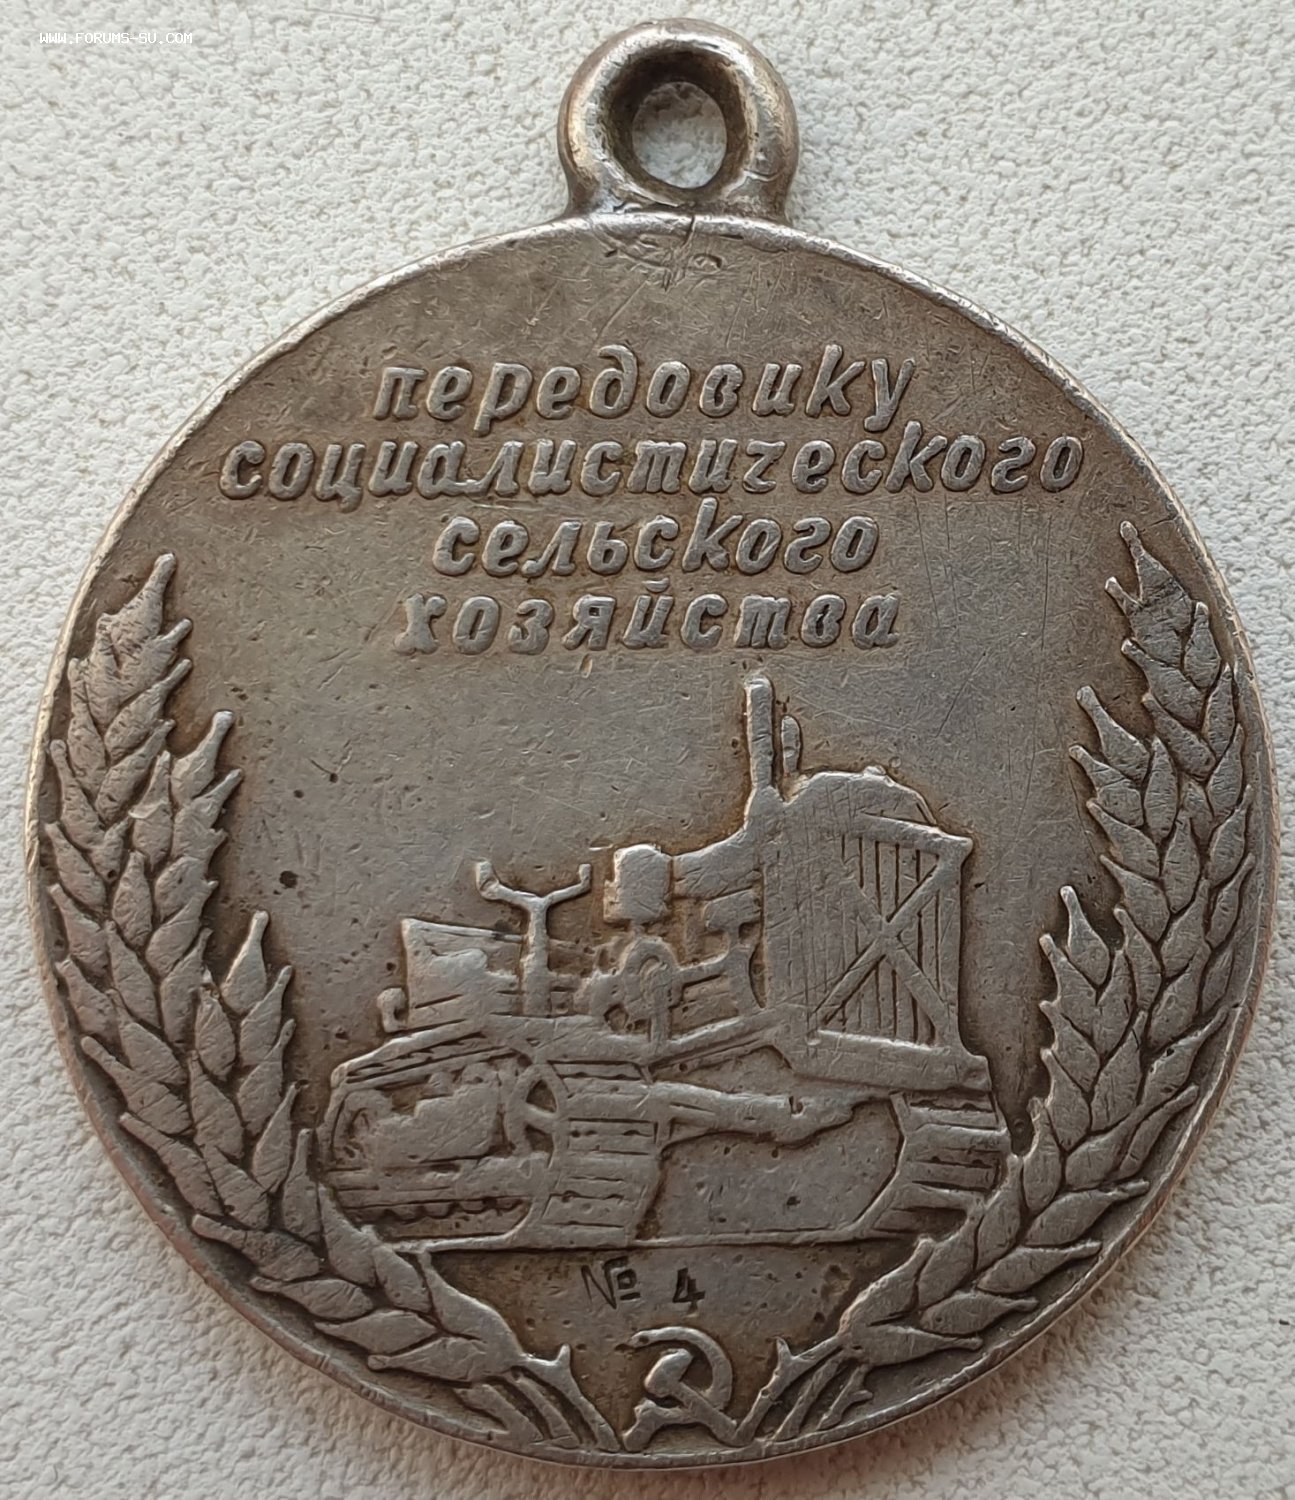 WWW.FORUMS-SU.COM
передовику
социалистического
сельского
хозяйства
№ 4